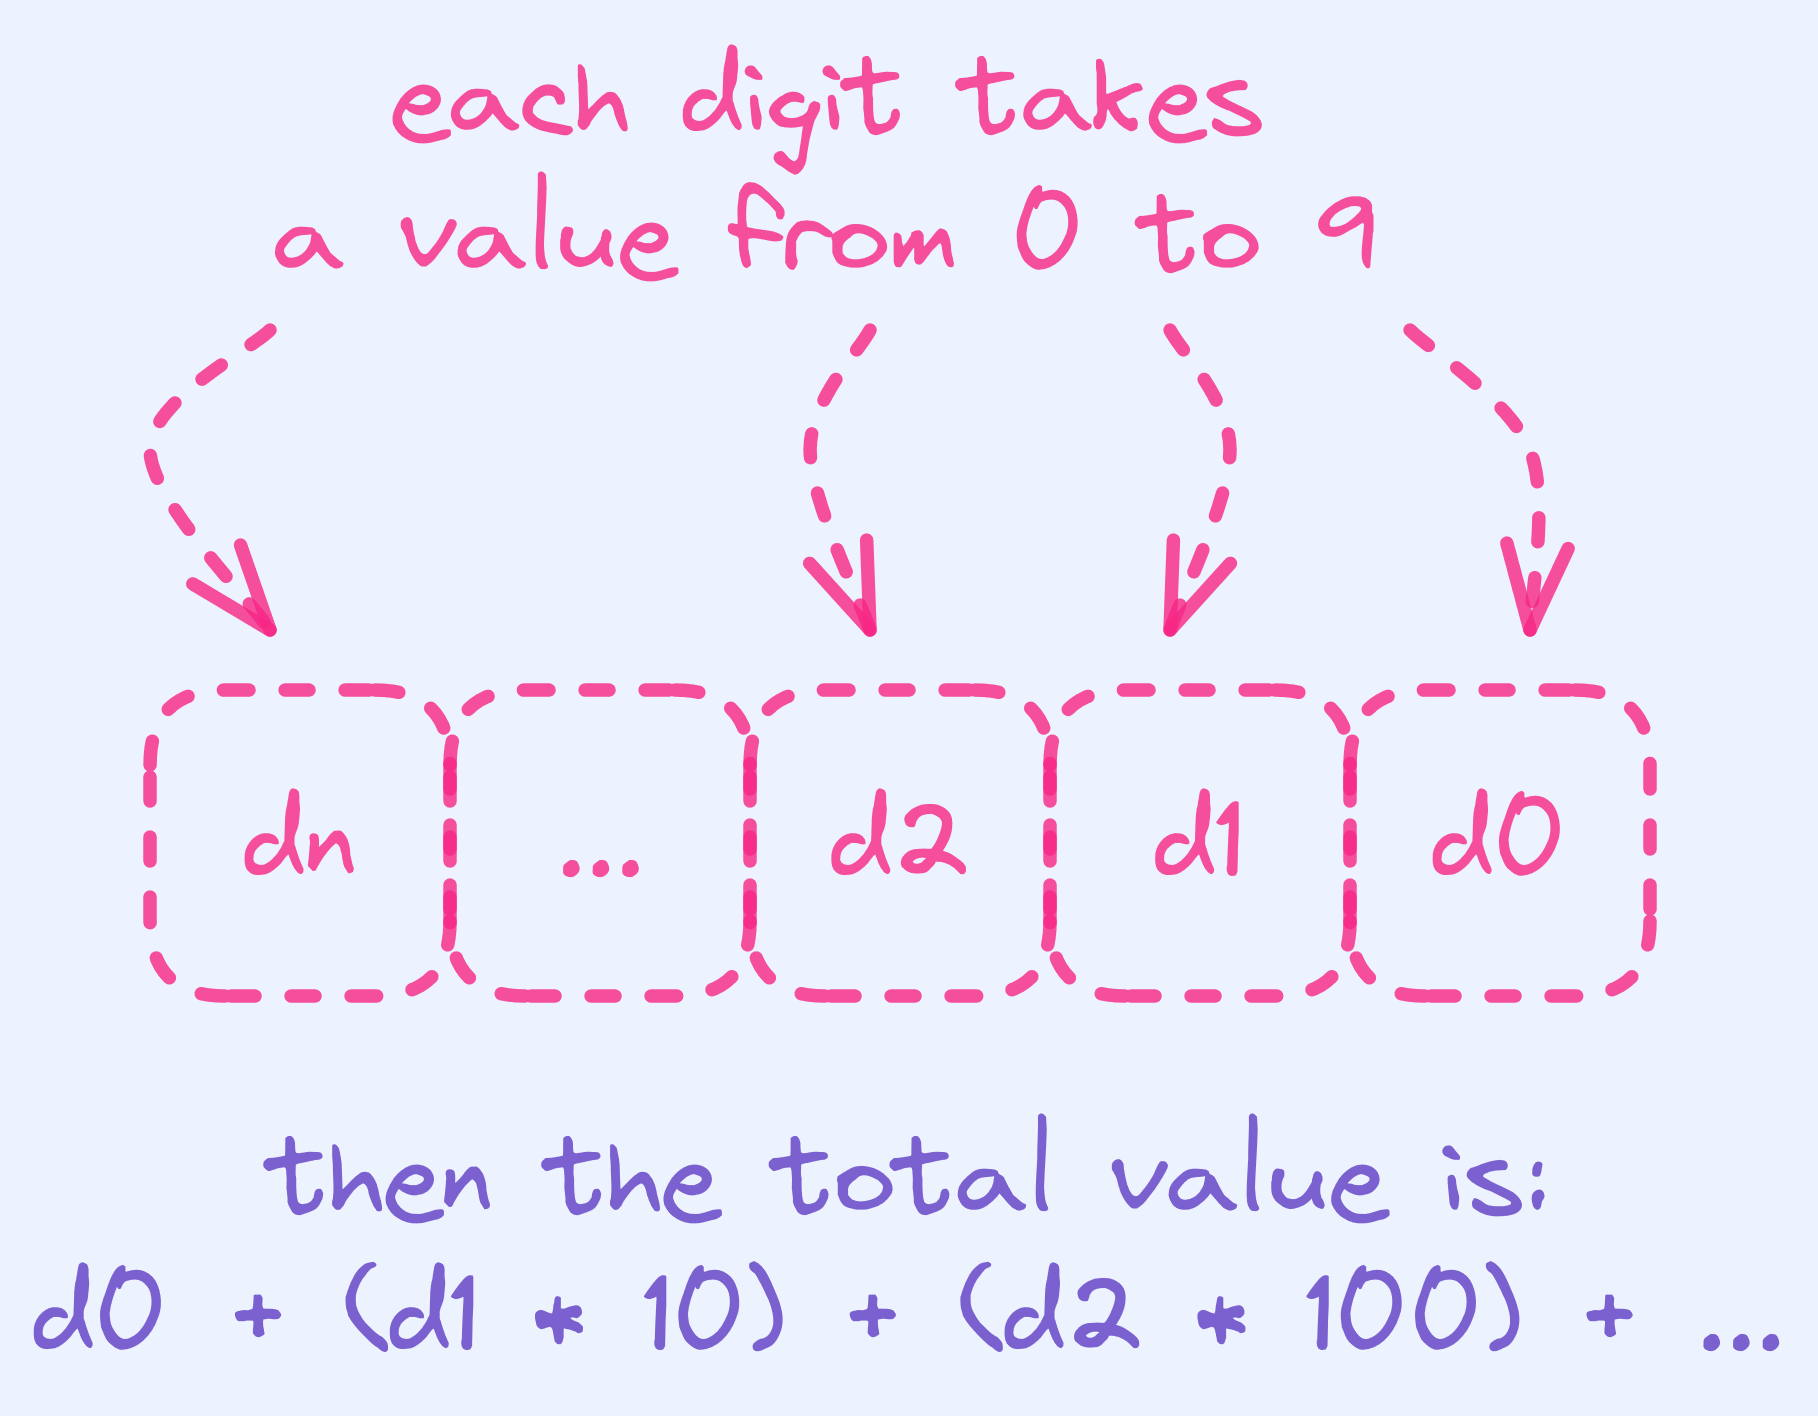 each digit takes
a value from 0 to 9
dn ... d2 d1 d0
then the total value is:
d0 + (d1 * 10) + (d2 * 100) + ...